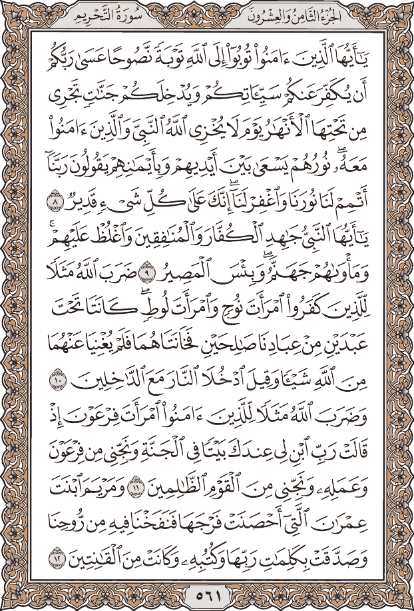 الجزء الثامن والعشرون
سورة التحريم
يَٰٓأَيُّهَا ٱلَّذِينَ ءَامَنُوا۟ تُوبُوٓا۟ إِلَى ٱللَّهِ تَوْبَةً نَّصُوحًا عَسَىٰ رَبُّكُمْ
أَن يُكَفِّرَ عَنكُمْ سَيِّـَٔاتِكُمْ وَيُدْخِلَكُمْ جَنَّٰتٍ تَجْرِى
مِن تَحْتِهَا ٱلْأَنْهَٰرُ يَوْمَ لَا يُخْزِى ٱللَّهُ ٱلنَّبِىَّ وَٱلَّذِينَ ءَامَنُوا۟
مَعَهُۥ ۖ نُورُهُمْ يَسْعَىٰ بَيْنَ أَيْدِيهِمْ وَبِأَيْمَٰنِهِمْ يَقُولُونَ رَبَّنَآ
أَتْمِمْ لَنَا نُورَنَا وَٱغْفِرْ لَنَآ ۖ إِنَّكَ عَلَىٰ كُلِّ شَىْءٍ قَدِيرٌ ٨
يَٰٓأَيُّهَا ٱلنَّبِىُّ جَٰهِدِ ٱلْكُفَّارَ وَٱلْمُنَٰفِقِينَ وَٱغْلُظْ عَلَيْهِمْ ۚ
وَمَأْوَىٰهُمْ جَهَنَّمُ ۖ وَبِئْسَ ٱلْمَصِيرُ ٩ ضَرَبَ ٱللَّهُ مَثَلًا
لِّلَّذِينَ كَفَرُوا۟ ٱمْرَأَتَ نُوحٍ وَٱمْرَأَتَ لُوطٍ ۖ كَانَتَا تَحْتَ
عَبْدَيْنِ مِنْ عِبَادِنَا صَٰلِحَيْنِ فَخَانَتَاهُمَا فَلَمْ يُغْنِيَا عَنْهُمَا
مِنَ ٱللَّهِ شَيْـًٔا وَقِيلَ ٱدْخُلَا ٱلنَّارَ مَعَ ٱلدَّٰخِلِينَ ١٠
وَضَرَبَ ٱللَّهُ مَثَلًا لِّلَّذِينَ ءَامَنُوا۟ ٱمْرَأَتَ فِرْعَوْنَ إِذْ
قَالَتْ رَبِّ ٱبْنِ لِى عِندَكَ بَيْتًا فِى ٱلْجَنَّةِ وَنَجِّنِى مِن فِرْعَوْنَ
وَعَمَلِهِۦ وَنَجِّنِى مِنَ ٱلْقَوْمِ ٱلظَّٰلِمِينَ ١١ وَمَرْيَمَ ٱبْنَتَ
عِمْرَٰنَ ٱلَّتِىٓ أَحْصَنَتْ فَرْجَهَا فَنَفَخْنَا فِيهِ مِن رُّوحِنَا
وَصَدَّقَتْ بِكَلِمَٰتِ رَبِّهَا وَكُتُبِهِۦ وَكَانَتْ مِنَ ٱلْقَٰنِتِينَ ١٢
٥٦١